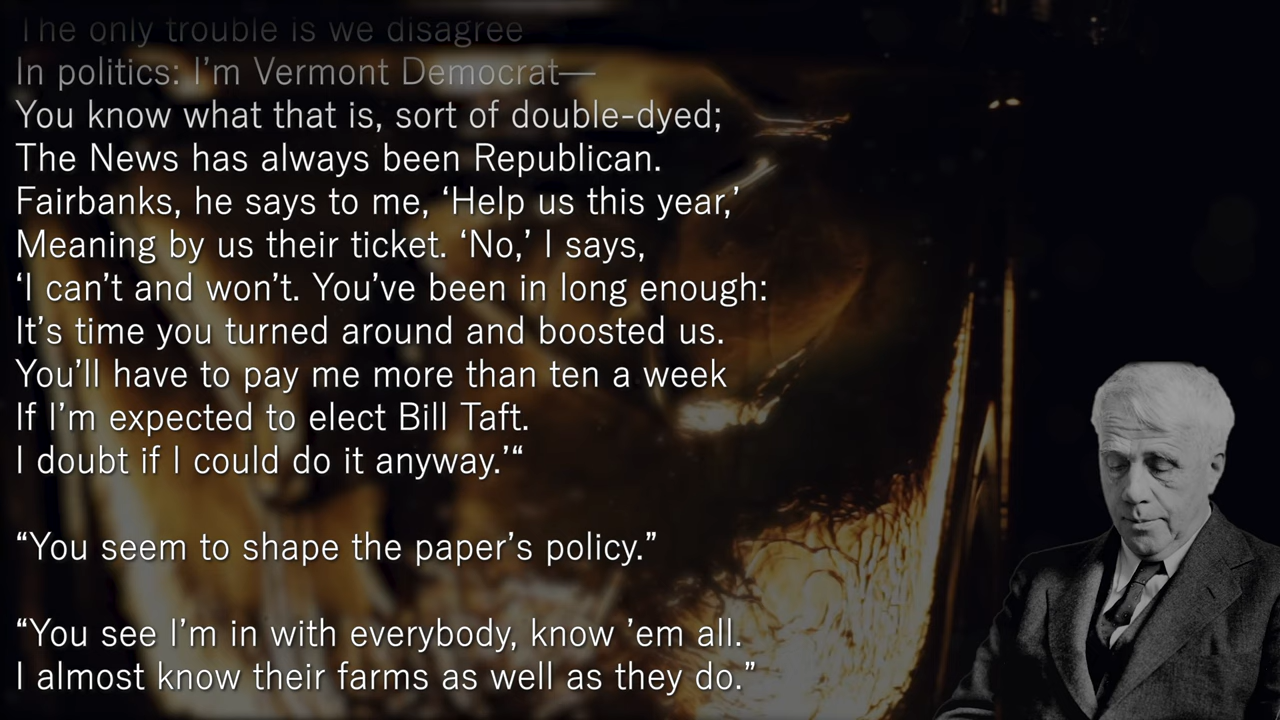 The only trouble is we disagree
In politics: I’m Vermont Democrat—
You know what that is, sort of double-dyed;
The News has always been Republican.
Fairbanks, he says to me, ‘Help us this year,’
Meaning by us their ticket. ‘No,’ I says,
‘I can’t and won’t. You’ve been in long enough:
It’s time you turned around and boosted us.
You’ll have to pay me more than ten a week
If I’m expected to elect Bill Taft.
I doubt if I could do it anyway.’“
“You seem to shape the paper’s policy.”
“You see I’m in with everybody, know ’em all.
I almost know their farms as well as they do.”